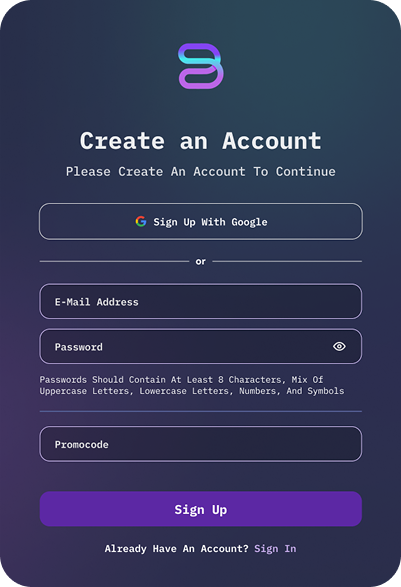 Create an Account
Please Create An Account To Continue
Sign Up With Google
or
E-Mail Address
Password
Passwords Should Contain At Least 8 Characters, Mix Of
Uppercase Letters, Lowercase Letters, Numbers, And Symbols
Promocode
Sign Up
Already Have An Account? Sign In